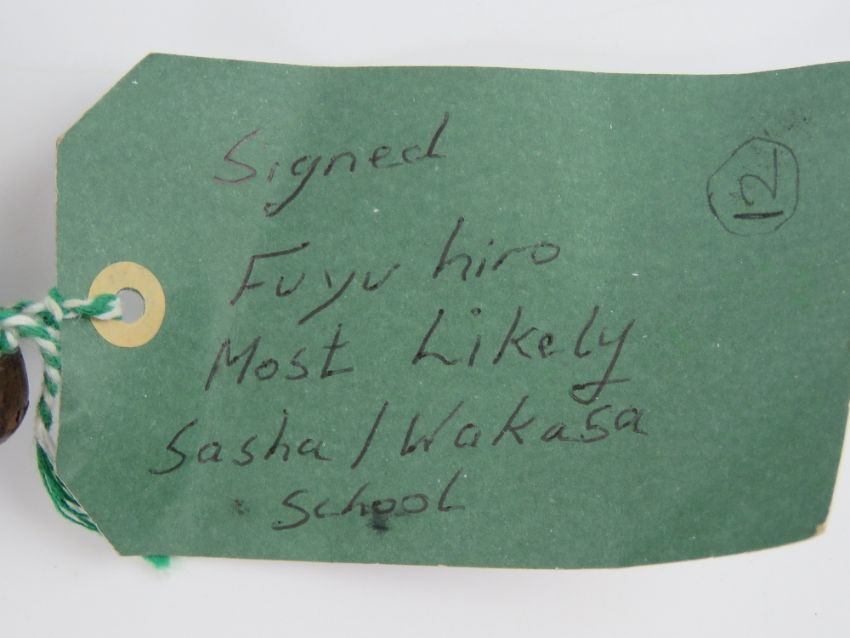 Signed
12
Fuyu hiro
Most Likely
Sasha / Wakasa
School